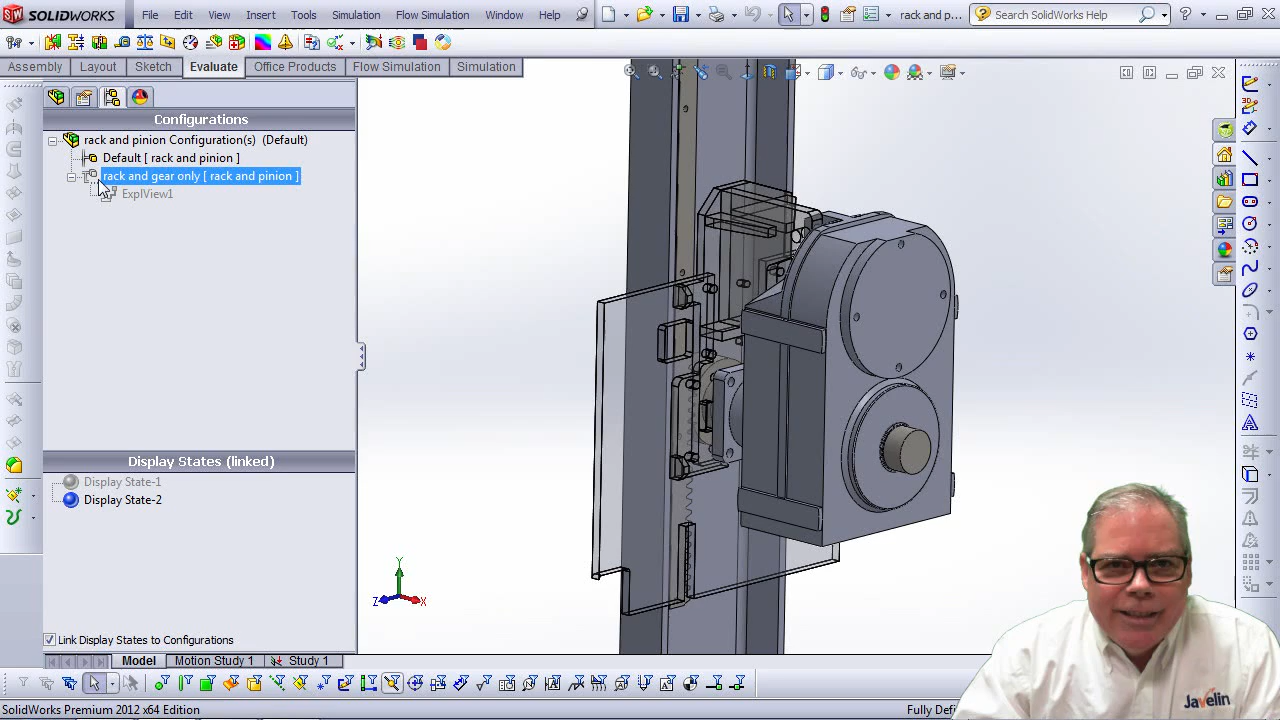 SOLIDWORKS
File Edit View Insert Tools Simulation Flow Simulation Window Help
rack and p...
Search SolidWorks Help
Assembly Layout Sketch Evaluate Office Products Flow Simulation Simulation
Configurations
rack and pinion Configuration(s) (Default)
Default [ rack and pinion ]
rack and gear only [ rack and pinion ]
ExplView1
Display States (linked)
Display State-1
Display State-2
Link Display States to Configurations
Y
Z X
Model Motion Study 1 Study 1
SolidWorks Premium 2012 x64 Edition
Fully Defi
Javelin